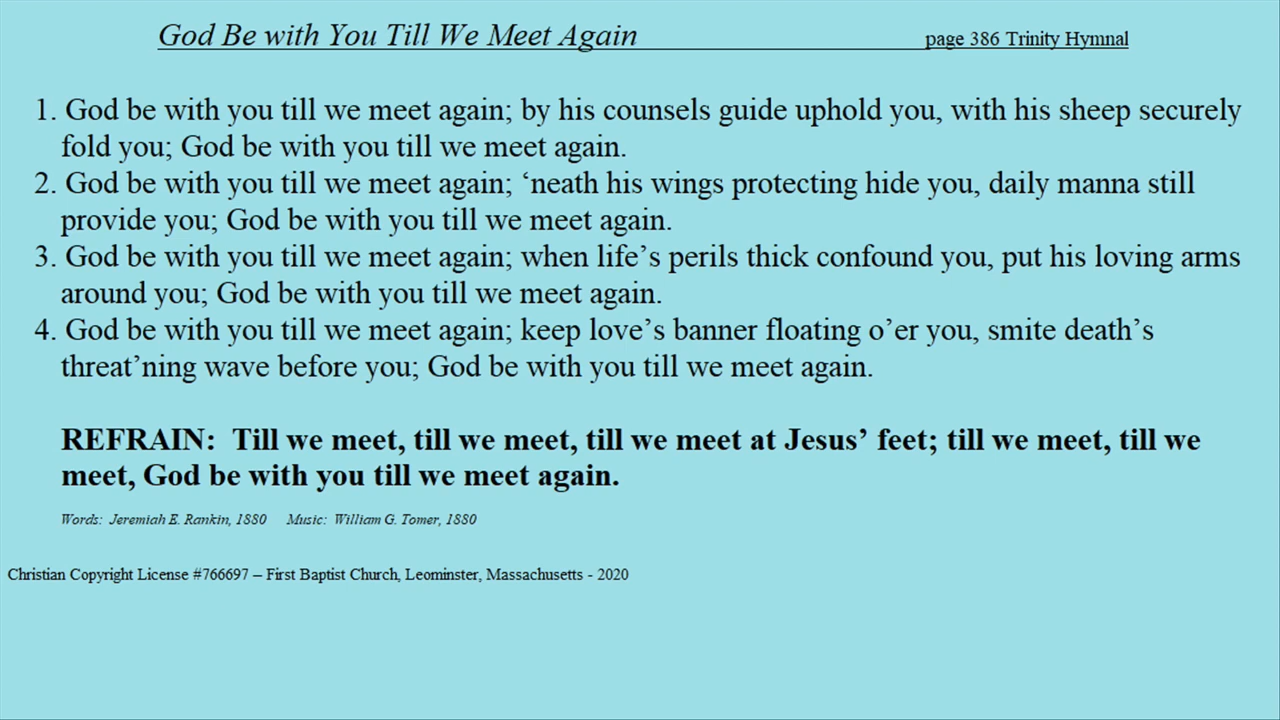 God Be with You Till We Meet Again page 386 Trinity Hymnal
1. God be with you till we meet again; by his counsels guide uphold you, with his sheep securely
fold you; God be with you till we meet again.
2. God be with you till we meet again; ‘neath his wings protecting hide you, daily manna still
provide you; God be with you till we meet again.
3. God be with you till we meet again; when life’s perils thick confound you, put his loving arms
around you; God be with you till we meet again.
4. God be with you till we meet again; keep love’s banner floating o’er you, smite death’s
threat’ning wave before you; God be with you till we meet again.
REFRAIN: Till we meet, till we meet, till we meet at Jesus’ feet; till we meet, till we
meet, God be with you till we meet again.
Words: Jeremiah E. Rankin, 1880 Music: William G. Tomer, 1880
Christian Copyright License #766697 – First Baptist Church, Leominster, Massachusetts - 2020